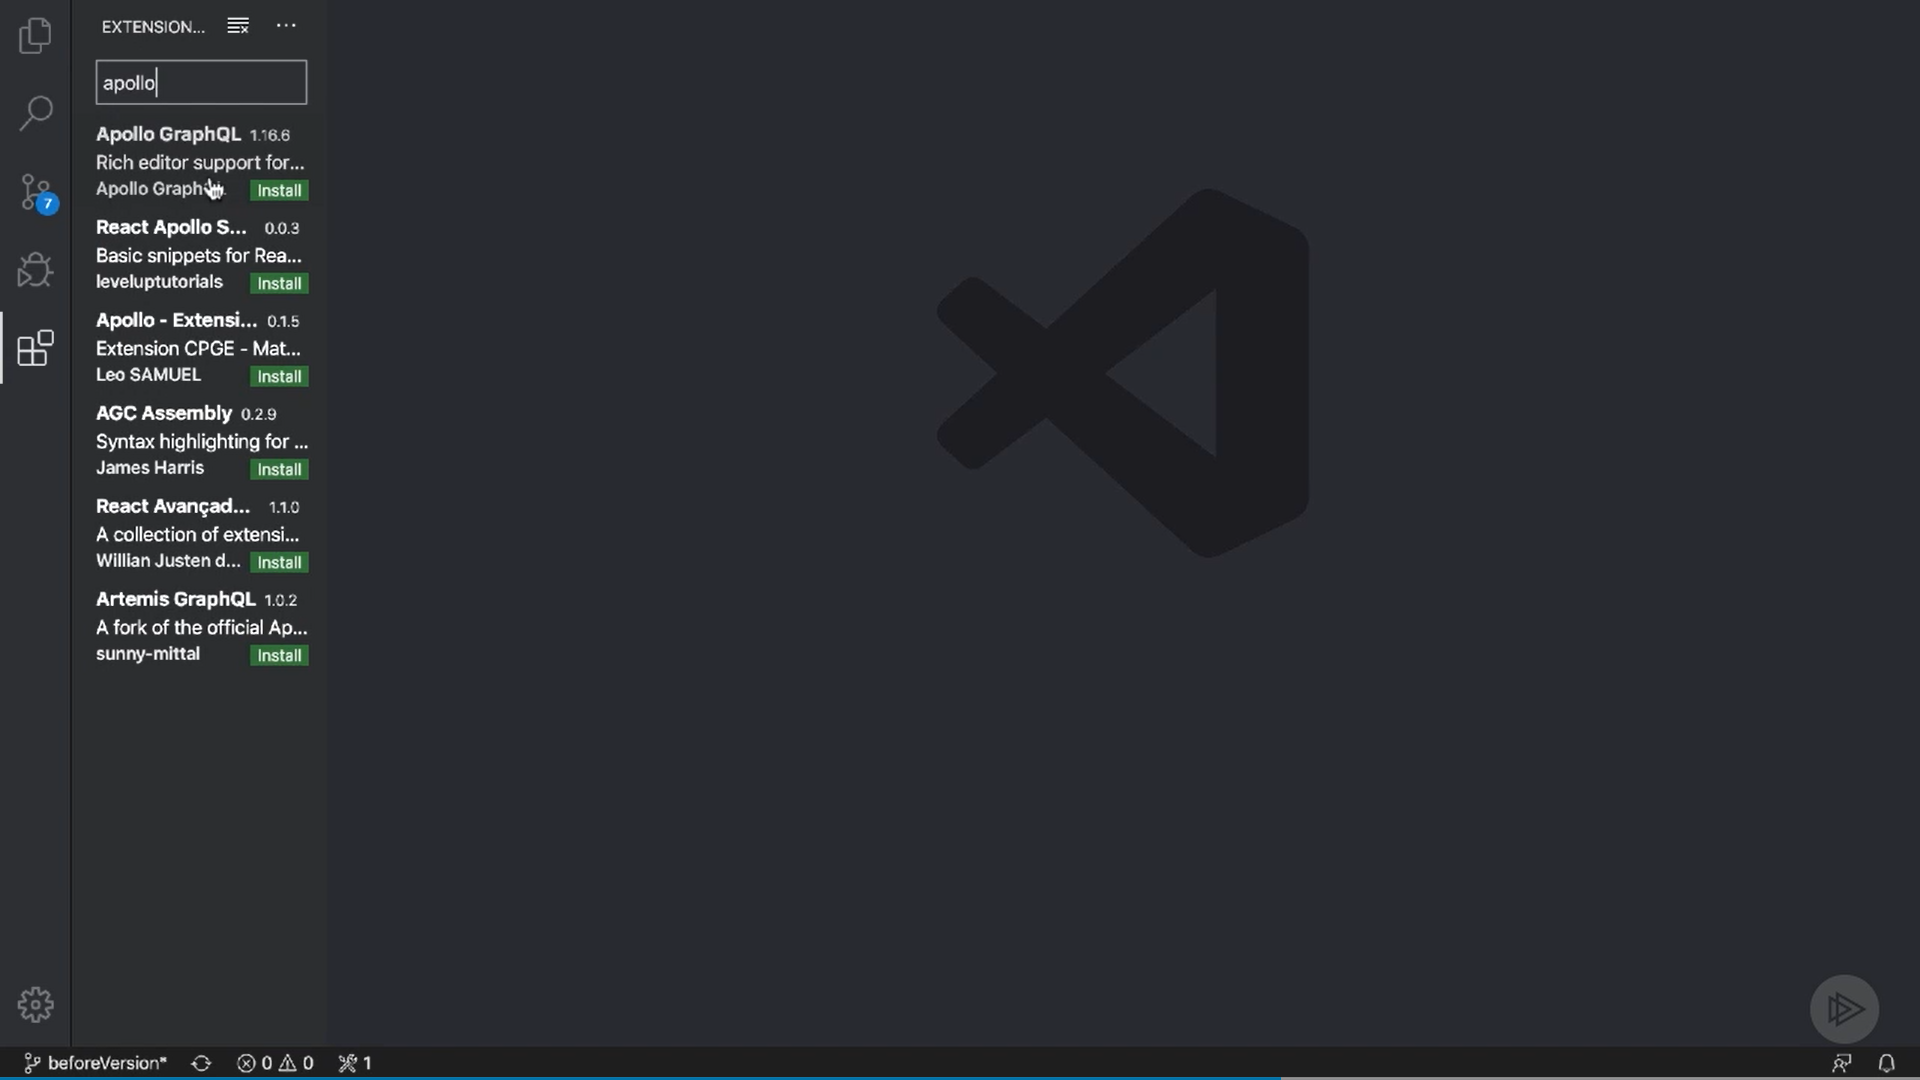 EXTENSION...
apollo
Apollo GraphQL 1.16.6
Rich editor support for...
Apollo Graph
Install
React Apollo S... 0.0.3
Basic snippets for Rea...
leveluptutorials Install
Apollo - Extensi... 0.1.5
Extension CPGE - Mat...
Leo SAMUEL Install
AGC Assembly 0.2.9
Syntax highlighting for ...
James Harris Install
React Avançad... 1.1.0
A collection of extensi...
Willian Justen d... Install
Artemis GraphQL 1.0.2
A fork of the official Ap...
sunny-mittal Install
7
beforeVersion* 0 0 1